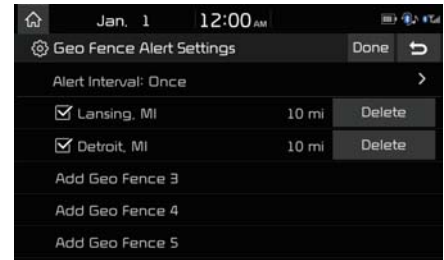 Jan. 1 12:00 AM
Geo Fence Alert Settings Done
Alert Interval: Once
Lansing, MI 10 mi Delete
Detroit, MI 10 mi Delete
Add Geo Fence 3
Add Geo Fence 4
Add Geo Fence 5